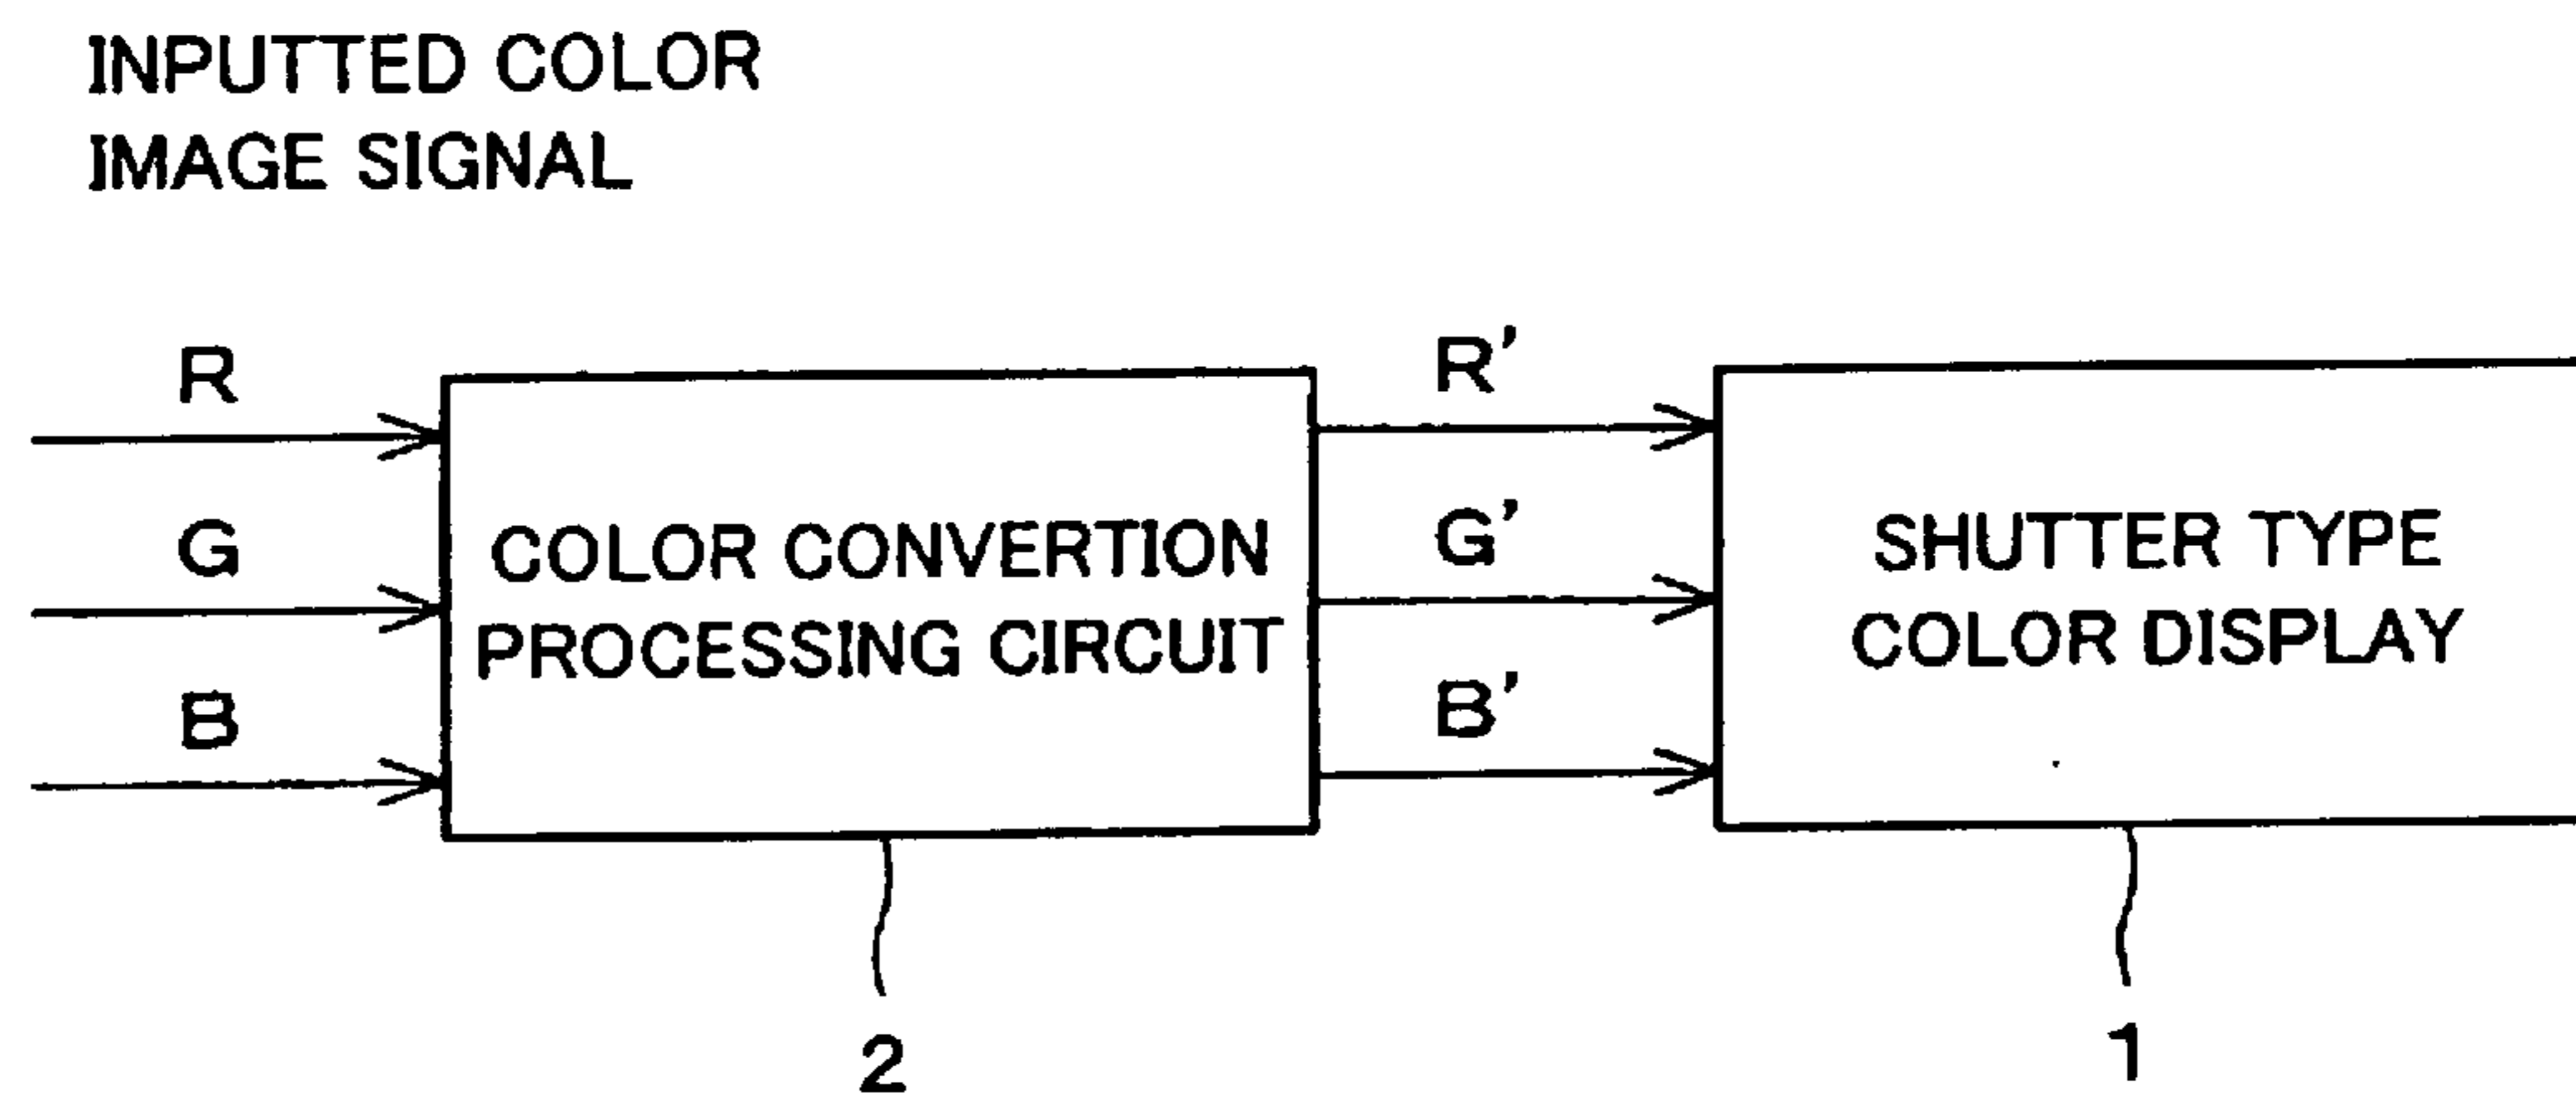 INPUTTED COLOR
IMAGE SIGNAL
R
G
B
COLOR CONVERTION
PROCESSING CIRCUIT
R'
G'
B'
SHUTTER TYPE
COLOR DISPLAY
2
1